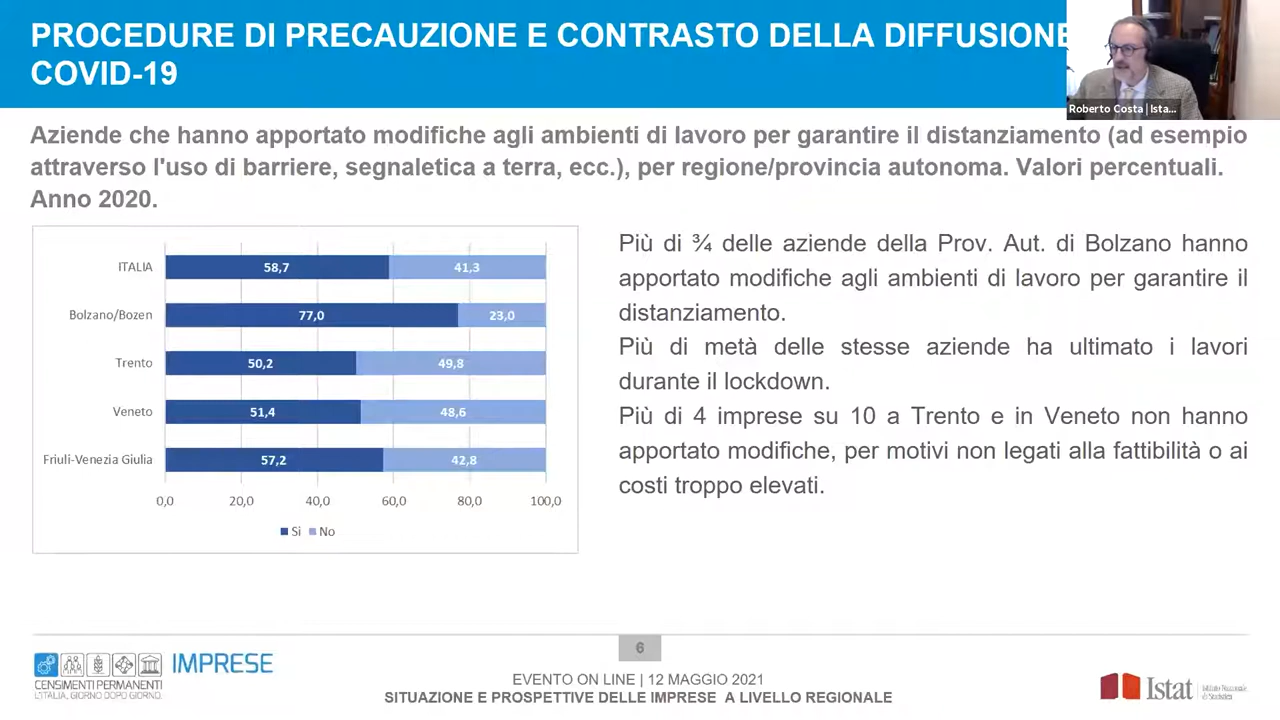 PROCEDURE DI PRECAUZIONE E CONTRASTO DELLA DIFFUSIONE
COVID-19
Roberto Costa | Ista...
Aziende che hanno apportato modifiche agli ambienti di lavoro per garantire il distanziamento (ad esempio
attraverso l'uso di barriere, segnaletica a terra, ecc.), per regione/provincia autonoma. Valori percentuali.
Anno 2020.
ITALIA 58,7 41,3
Bolzano/Bozen 77,0 23,0
Trento 50,2 49,8
Veneto 51,4 48,6
Friuli-Venezia Giulia 57,2 42,8
0,0 20,0 40,0 60,0 80,0 100,0
Si No
Più di ¾ delle aziende della Prov. Aut. di Bolzano hanno
apportato modifiche agli ambienti di lavoro per garantire il
distanziamento.
Più di metà delle stesse aziende ha ultimato i lavori
durante il lockdown.
Più di 4 imprese su 10 a Trento e in Veneto non hanno
apportato modifiche, per motivi non legati alla fattibilità o ai
costi troppo elevati.
6
IMPRESE
CENSIMENTI PERMANENTI
L'ITALIA, GIORNO DOPO GIORNO.
EVENTO ON LINE | 12 MAGGIO 2021
SITUAZIONE E PROSPETTIVE DELLE IMPRESE A LIVELLO REGIONALE
Istat
Istituto Nazionale
di Statistica